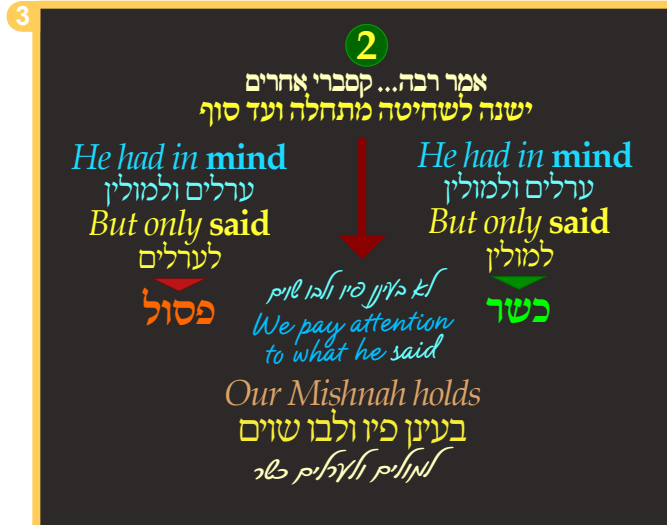 3
2
אמר רבה... קסברי אחרים
ישנה לשחיטה מתחלה ועד סוף
He had in mind
ערלים ולמולין
But only said
לערלים
פסול
He had in mind
ערלים ולמולין
But only said
למולין
כשר
לא בעינן פיו ולבו שוים
We pay attention
to what he said
Our Mishnah holds
בעינן פיו ולבו שוים
למולים ולערלים כשר